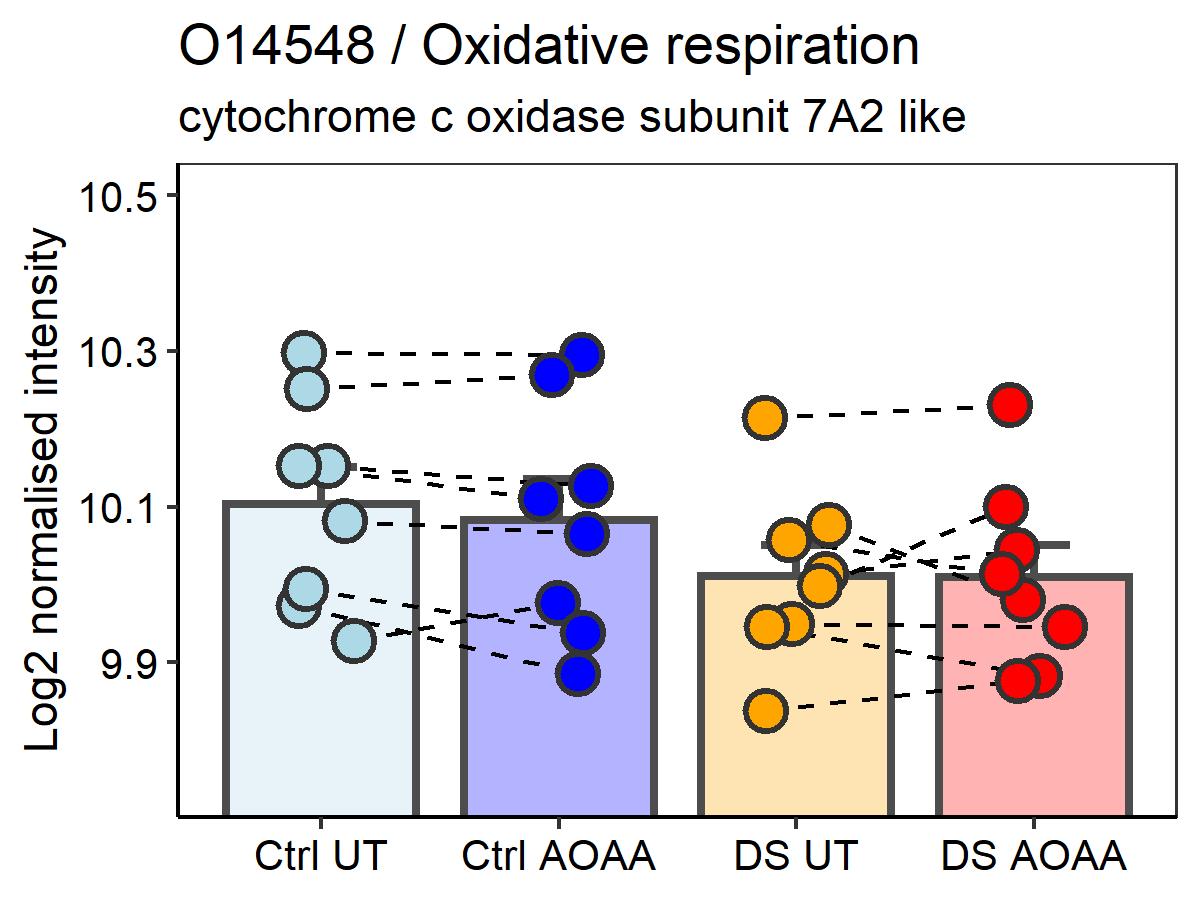 O14548 / Oxidative respiration
cytochrome c oxidase subunit 7A2 like
Log2 normalised intensity
10.5
10.3
10.1
9.9
Ctrl UT
Ctrl AOAA
DS UT
DS AOAA